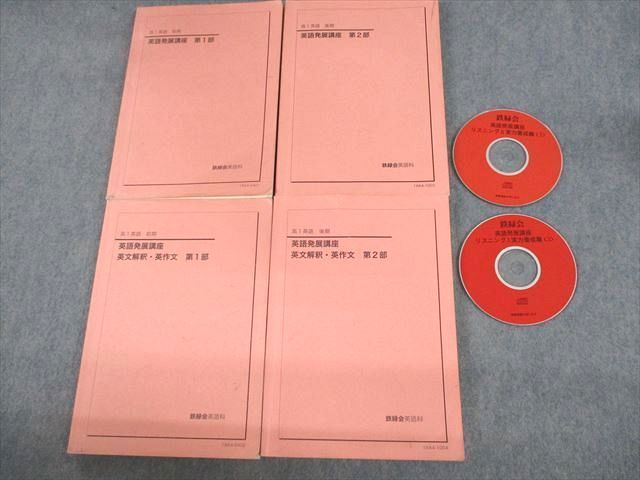 高1英語 前期
英語発展講座 第1部
鉄緑会英語科
高1英語 後期
英語発展講座 第2部
鉄緑会英語科
高1英語 前期
英語発展講座
英文解釈・英作文 第1部
鉄緑会英語科
高1英語 後期
英語発展講座
英文解釈・英作文 第2部
鉄緑会英語科
鉄緑会
英語発展講座
鉄緑会
英語発展講座